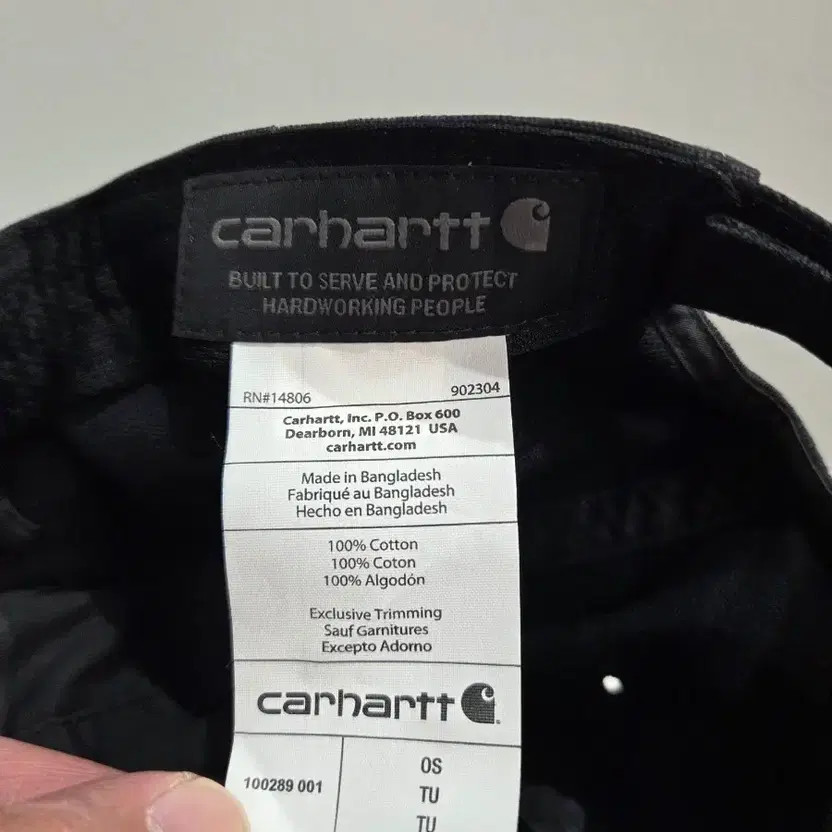 carhartt
BUILT TO SERVE AND PROTECT
HARDWORKING PEOPLE
RN#14806 902304
Carhartt, Inc. P.O. Box 600
Dearborn, MI 48121 USA
carhartt.com
Made in Bangladesh
Fabriqué au Bangladesh
Hecho en Bangladesh
100% Cotton
100% Coton
100% Algodón
Exclusive Trimming
Sauf Garnitures
Excepto Adorno
carhartt
100289 001
OS
TU
TU